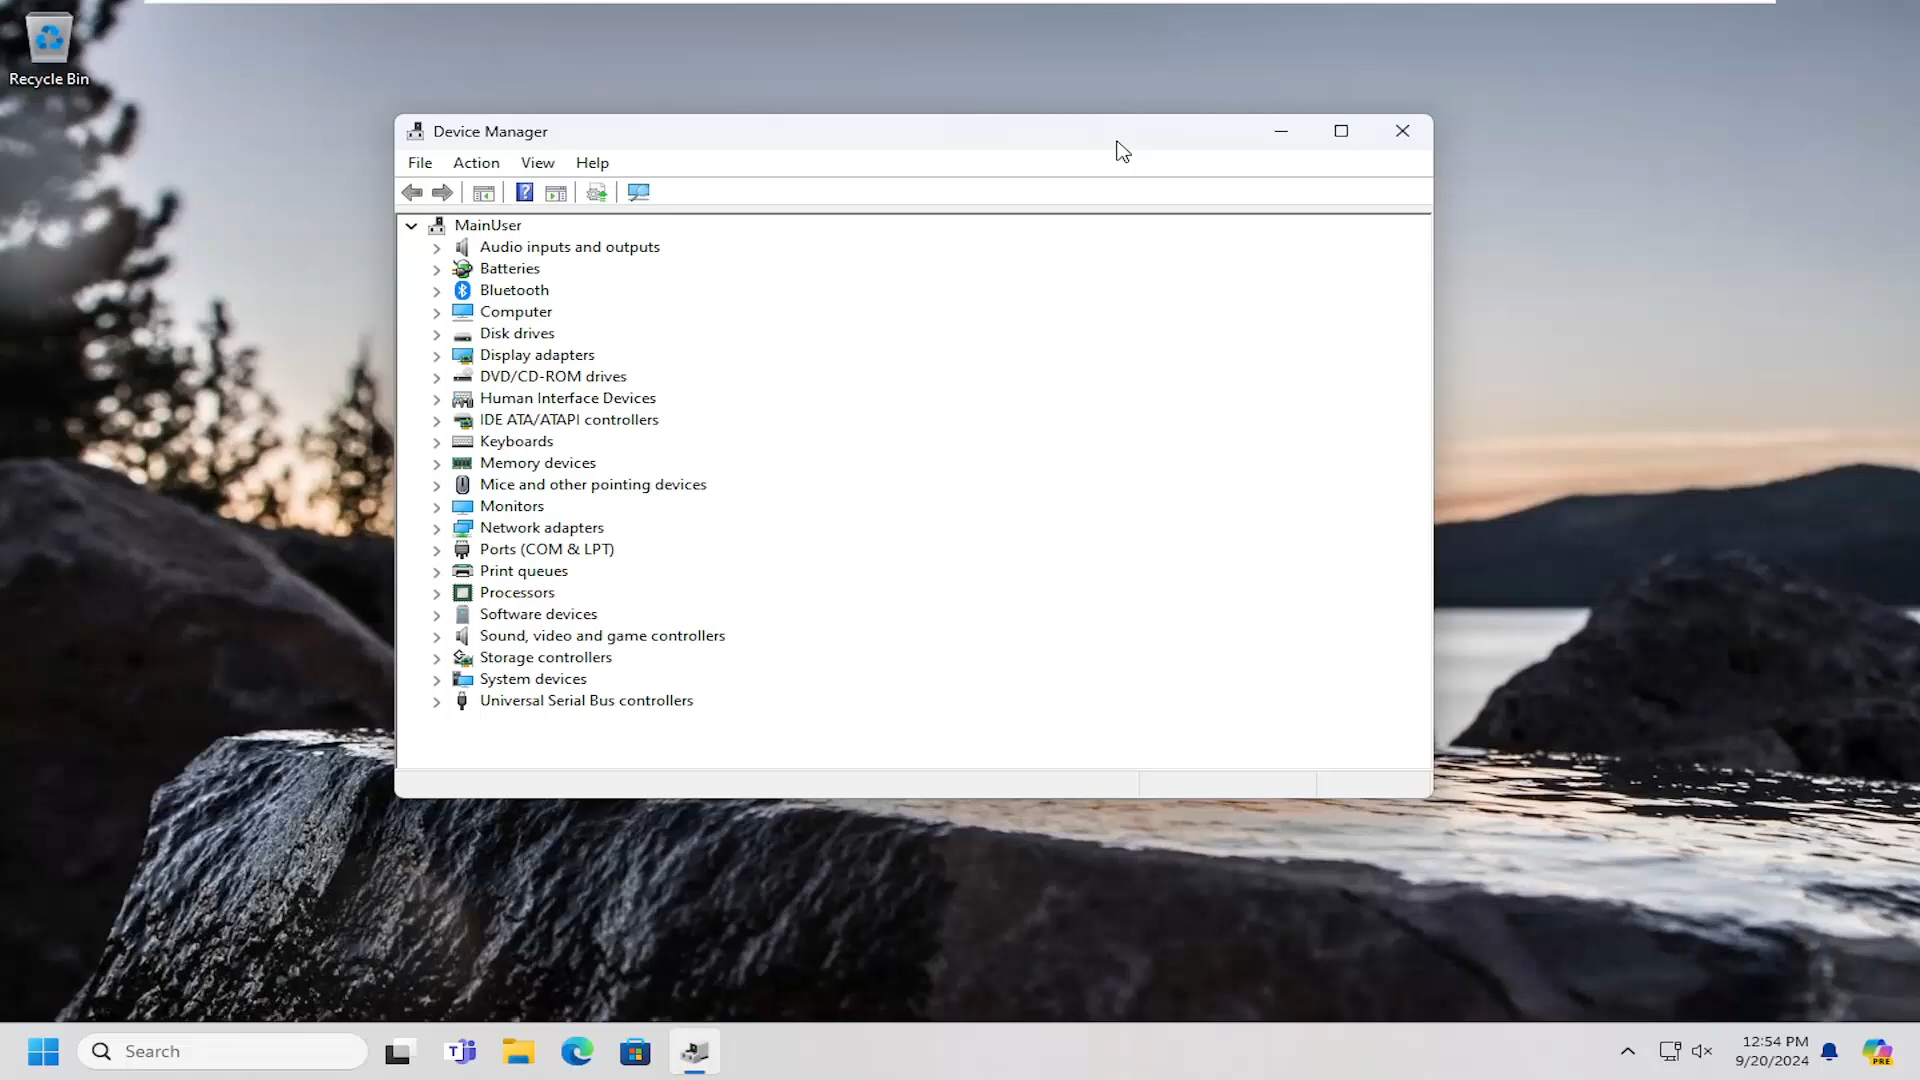 Recycle Bin
Device Manager
File Action View Help
MainUser
Audio inputs and outputs
Batteries
Bluetooth
Computer
Disk drives
Display adapters
DVD/CD-ROM drives
Human Interface Devices
IDE ATA/ATAPI controllers
Keyboards
Memory devices
Mice and other pointing devices
Monitors
Network adapters
Ports (COM & LPT)
Print queues
Processors
Software devices
Sound, video and game controllers
Storage controllers
System devices
Universal Serial Bus controllers
Search
12:54 PM
9/20/2024
PRE